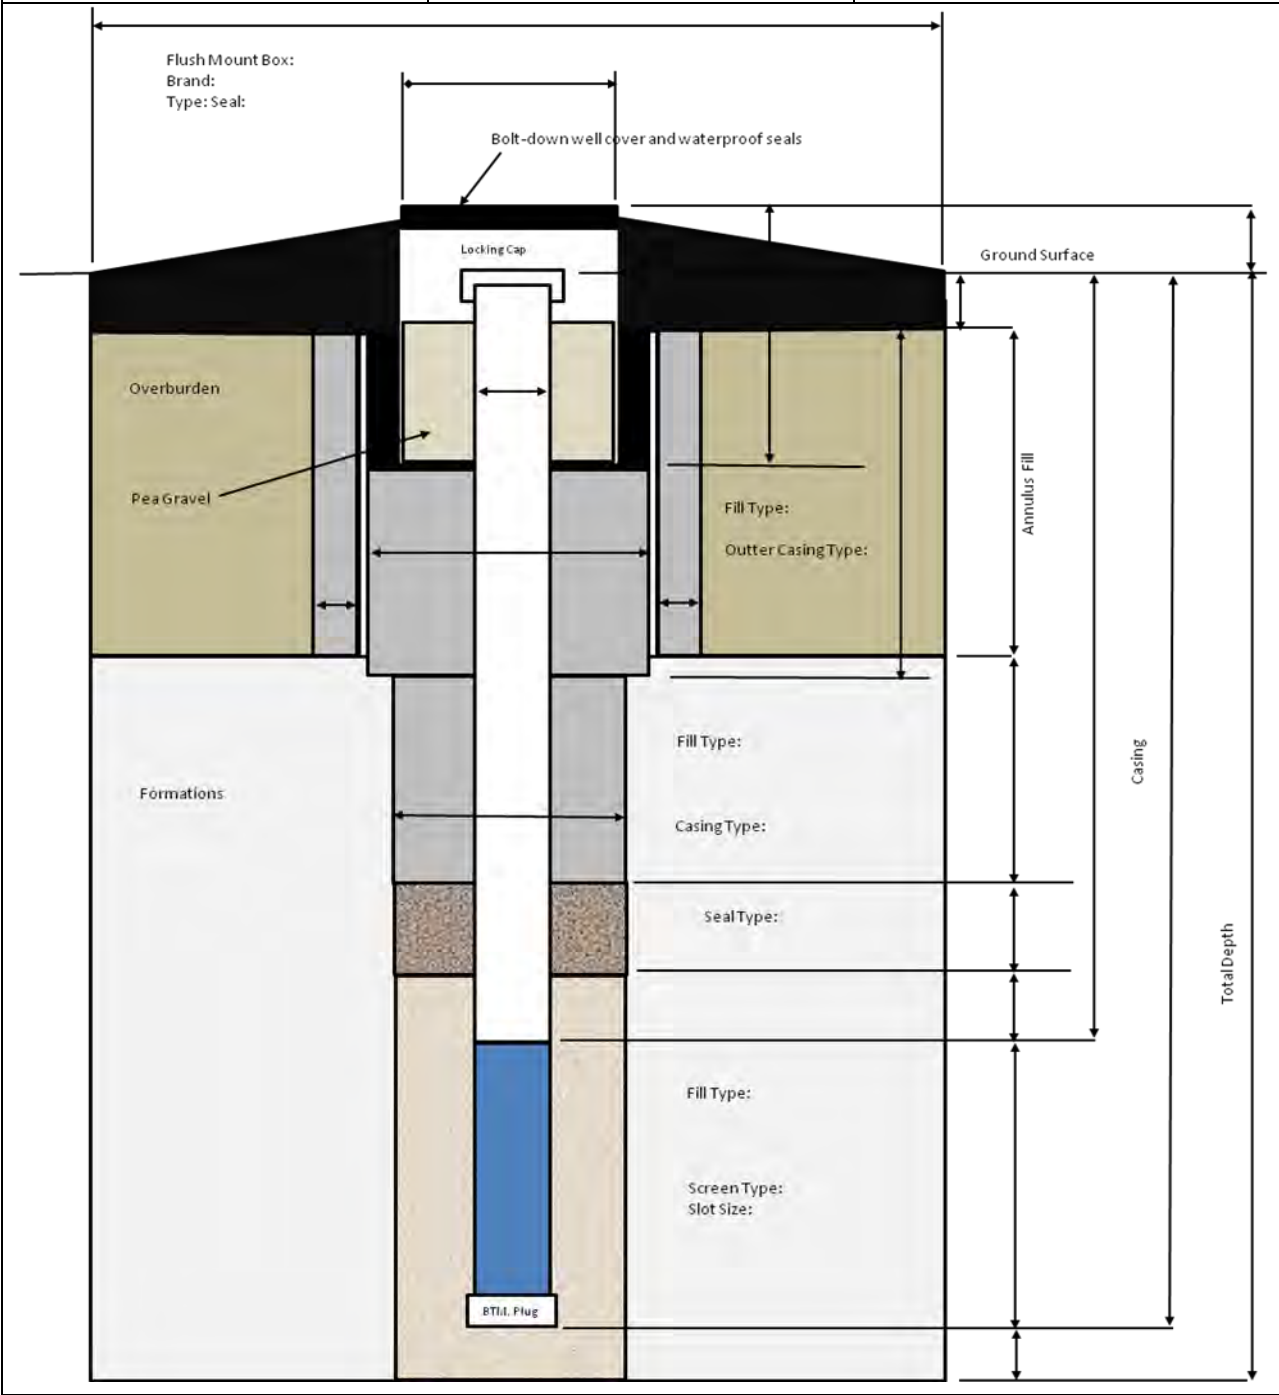 Flush Mount Box:
Brand:
Type: Seal:
Bolt-down well cover and waterproof seals
Locking Cap
Ground Surface
Overburden
Pea Gravel
Fill Type:
Outter Casing Type:
Annulus Fill
Fill Type:
Casing
Formations
Casing Type:
Seal Type:
Total Depth
Fill Type:
Screen Type:
Slot Size:
BTM. Plug